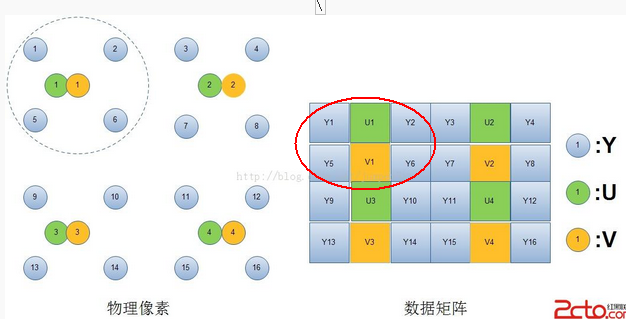 \
1 2 3 4
1 1 2 2
5 6 7 8
Y1 U1 Y2 Y3 U2 Y4
Y5 V1 Y6 Y7 V2 Y8
Y9 U3 Y10 Y11 U4 Y12
Y13 V3 Y14 Y15 V4 Y16
1 :Y
1 :U
1 :V
http://blog.
9 10 11 12
3 3 4 4
13 14 15 16
物理像素
数据矩阵
2cto.com